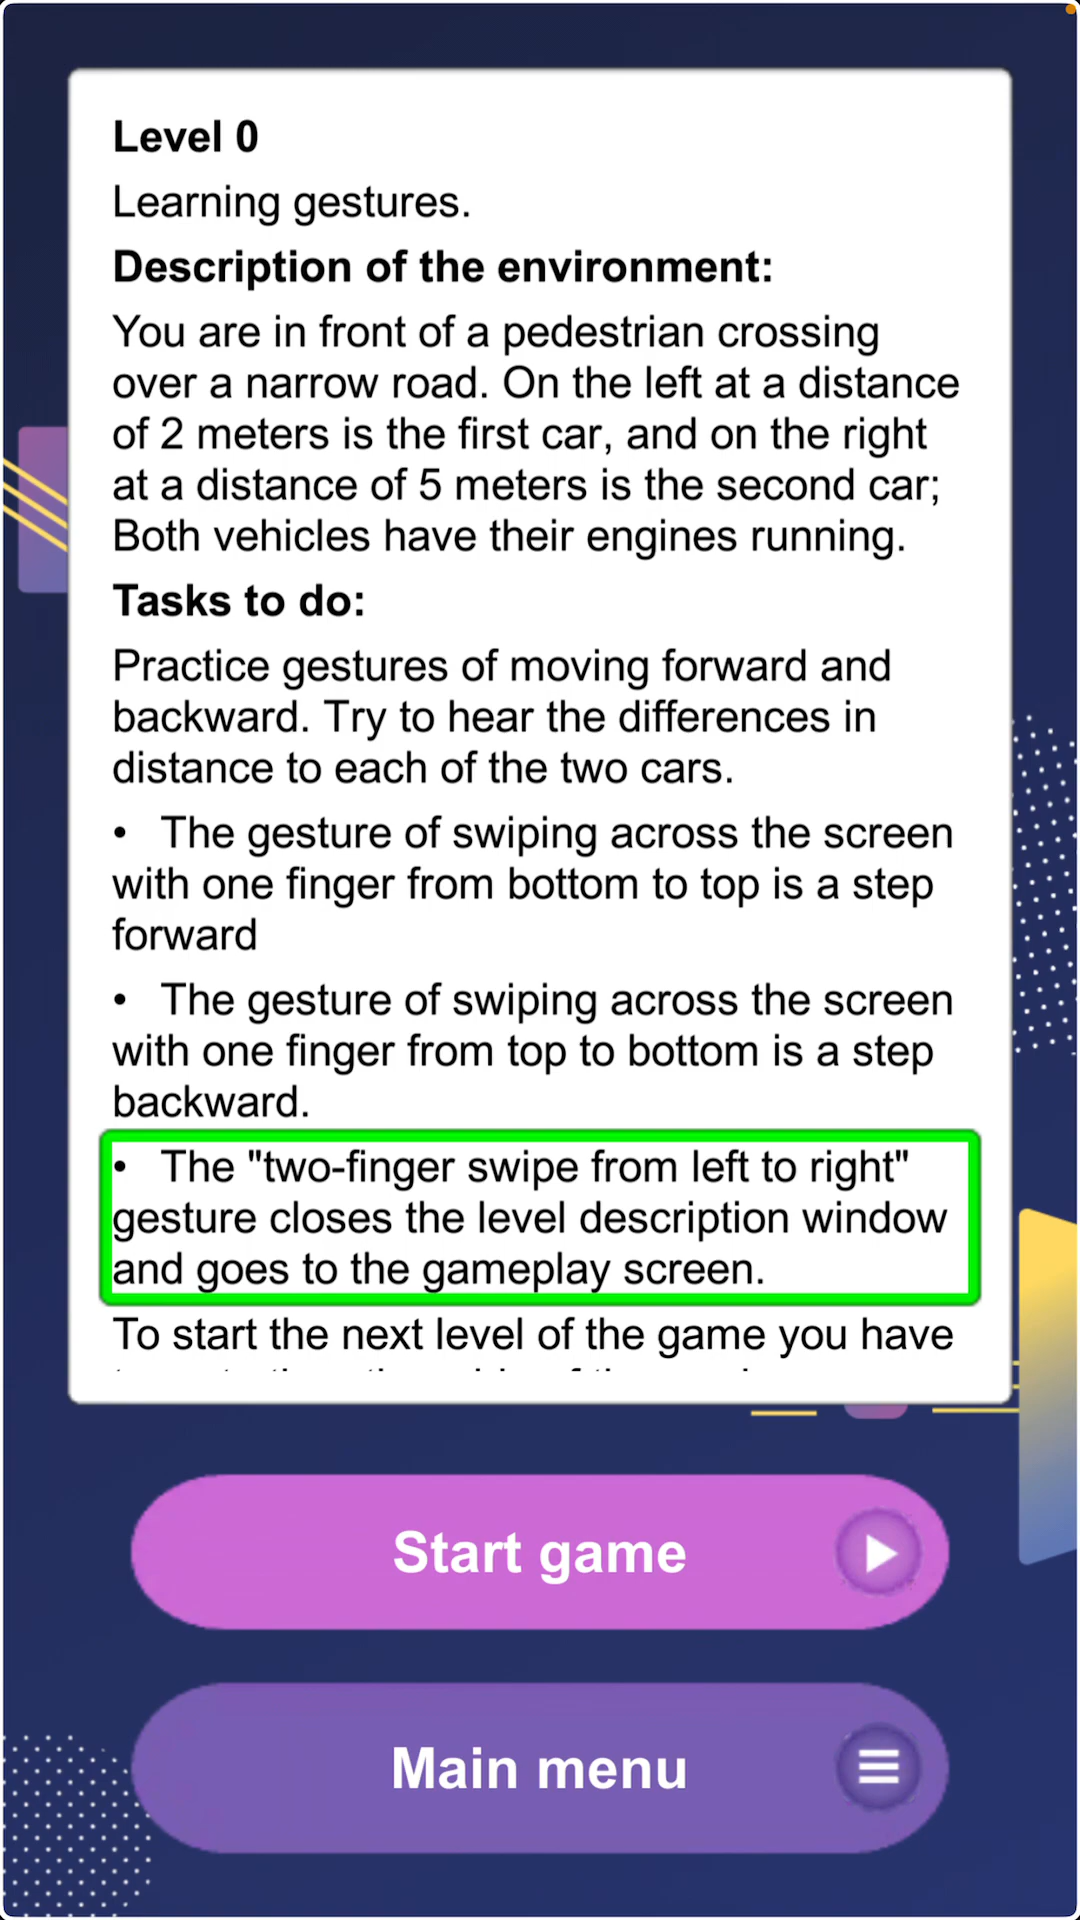 Level 0
Learning gestures.
Description of the environment:
You are in front of a pedestrian crossing
over a narrow road. On the left at a distance
of 2 meters is the first car, and on the right
at a distance of 5 meters is the second car;
Both vehicles have their engines running.
Tasks to do:
Practice gestures of moving forward and
backward. Try to hear the differences in
distance to each of the two cars.
• The gesture of swiping across the screen
with one finger from bottom to top is a step
forward
• The gesture of swiping across the screen
with one finger from top to bottom is a step
backward.
• The "two-finger swipe from left to right"
gesture closes the level description window
and goes to the gameplay screen.
To start the next level of the game you have
Start game
Main menu